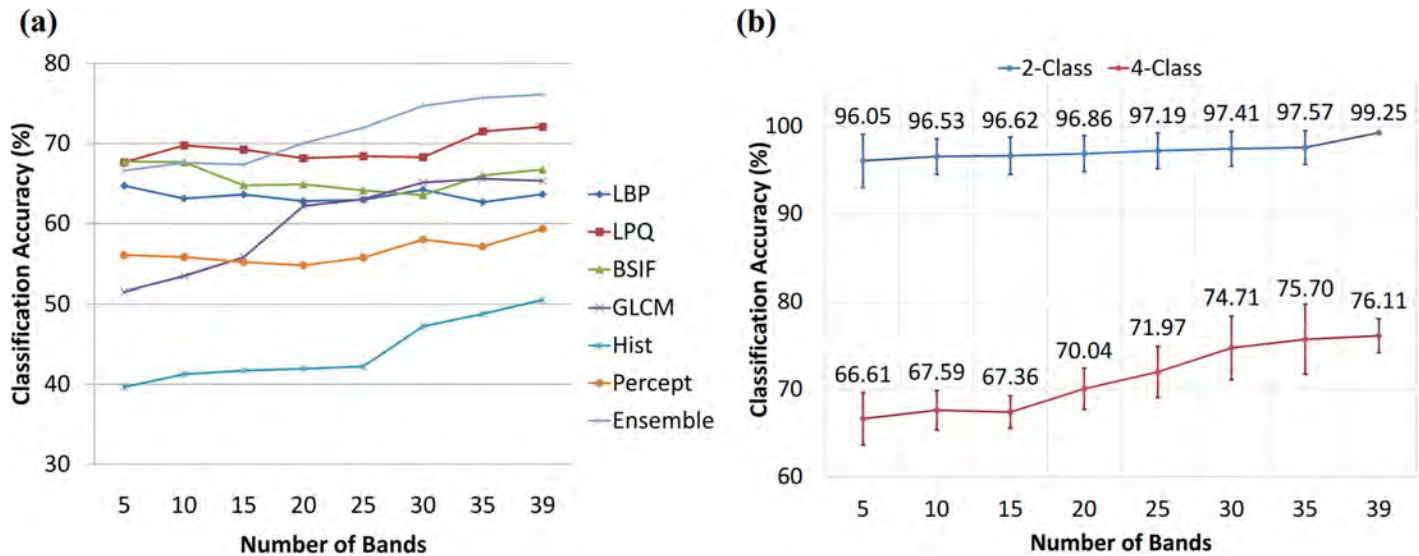 (a)
Classification Accuracy (%)
80
70
60
50
40
30
5 10 15 20 25 30 35 39
Number of Bands
LBP
LPQ
BSIF
GLCM
Hist
Percept
Ensemble
(b)
2-Class 4-Class
Classification Accuracy (%)
100
90
80
70
60
96.05 96.53 96.62 96.86 97.19 97.41 97.57 99.25
66.61 67.59 67.36 70.04 71.97 74.71 75.70 76.11
5 10 15 20 25 30 35 39
Number of Bands